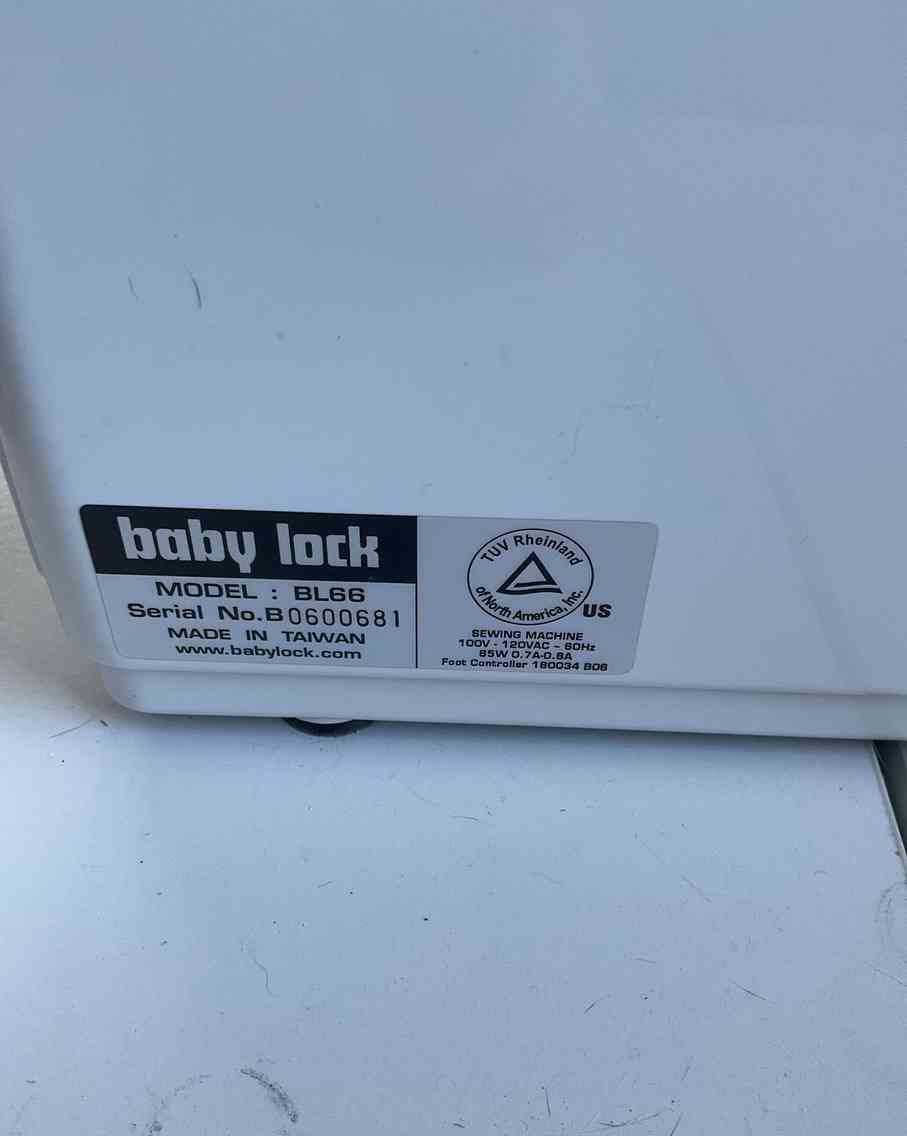 baby lock
MODEL : BL66
Serial No.B0600681
MADE IN TAIWAN
www.babylock.com
TUV Rheinland
of North America, Inc.
US
SEWING MACHINE
100V - 120VAC ~ 60Hz
85W 0.7A-0.8A
Foot Controller 180034 B06